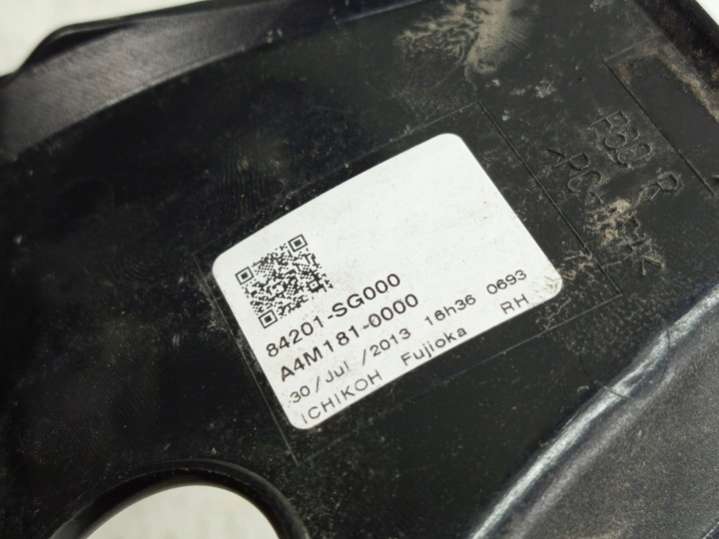 84201-SG000
A4M181-0000
30/Jul /2013 16h36 0693
ICHIKOH Fujioka RH